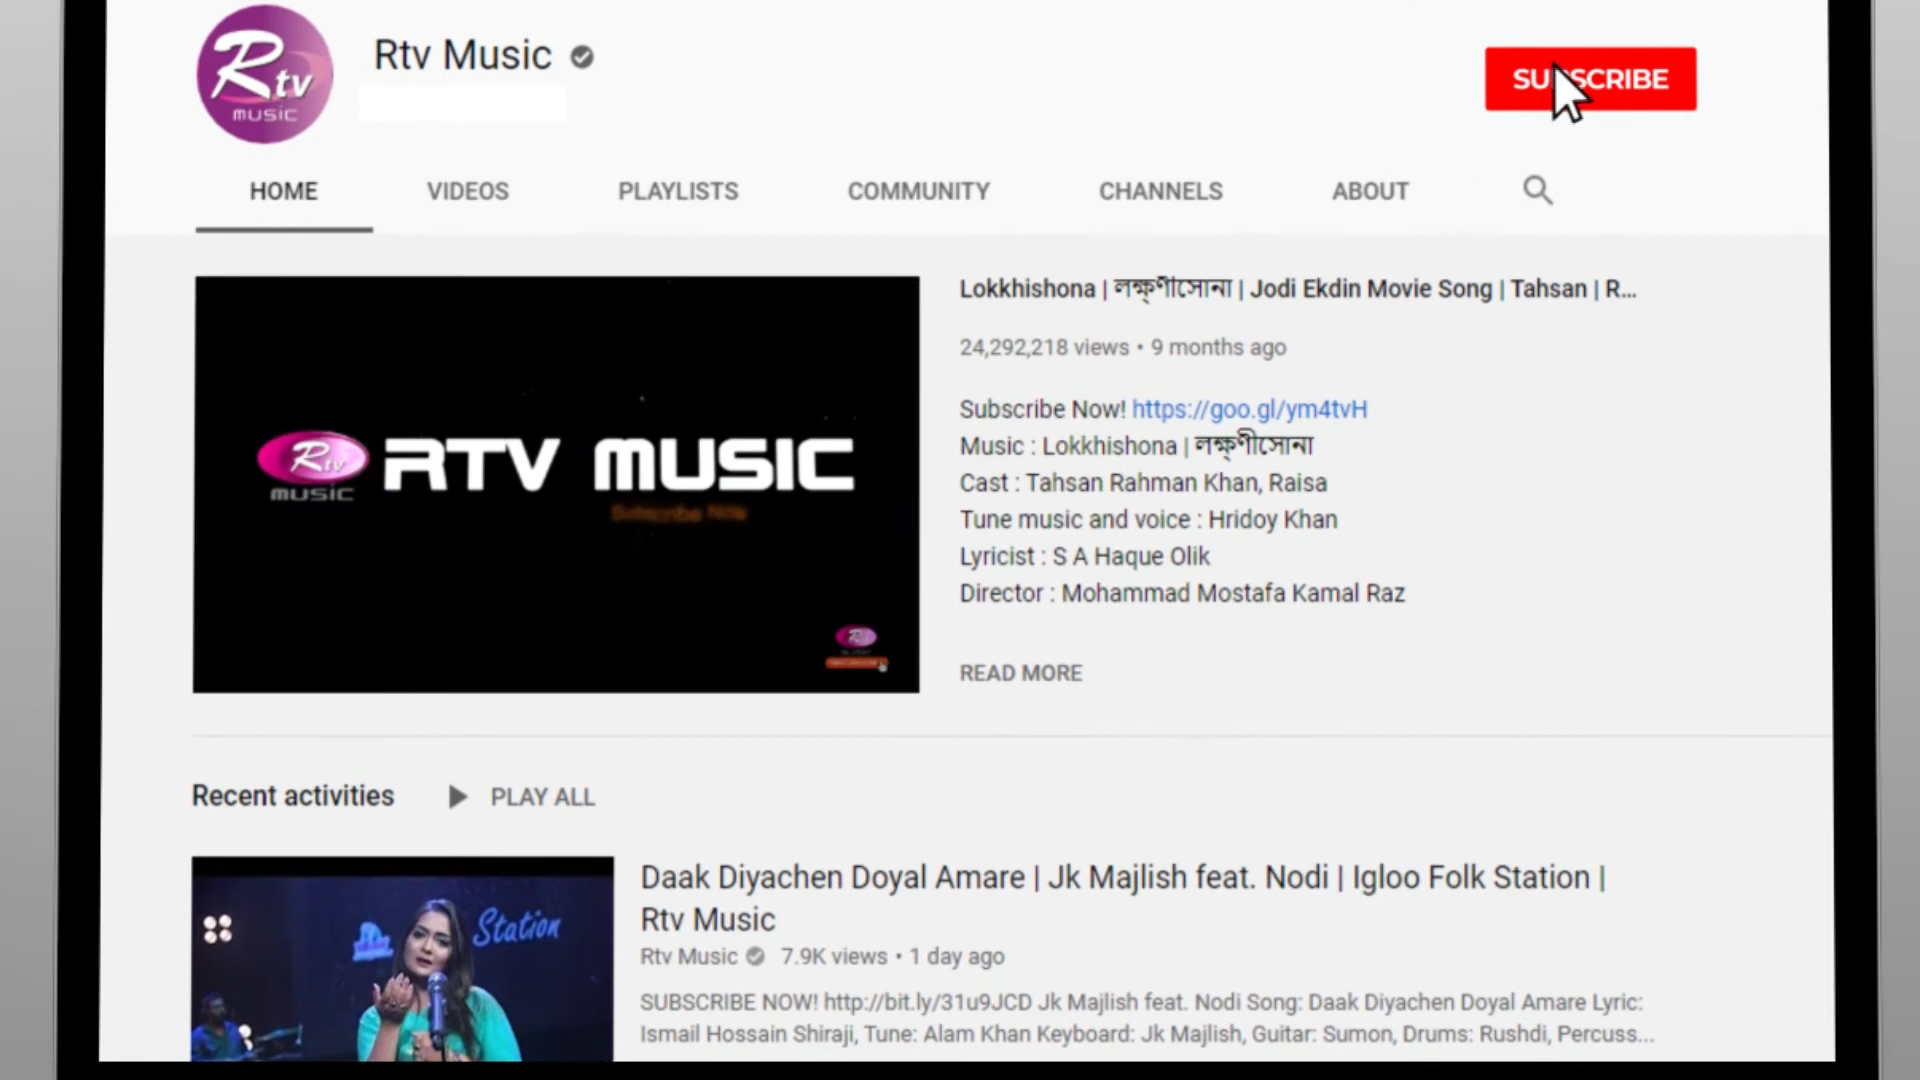 Rtv MUSIC
Rtv Music
SUBSCRIBE
HOME VIDEOS PLAYLISTS COMMUNITY CHANNELS ABOUT
Rtv MUSIC RTV MUSIC
Subscribe Now
Lokkhishona | লক্ষ্ণীসোনা | Jodi Ekdin Movie Song | Tahsan | R...
24,292,218 views • 9 months ago
Subscribe Now! https://goo.gl/ym4tvH
Music : Lokkhishona | লক্ষ্ণীসোনা
Cast : Tahsan Rahman Khan, Raisa
Tune music and voice : Hridoy Khan
Lyricist : S A Haque Olik
Director : Mohammad Mostafa Kamal Raz
READ MORE
Recent activities PLAY ALL
Station
Daak Diyachen Doyal Amare | Jk Majlish feat. Nodi | Igloo Folk Station |
Rtv Music
Rtv Music 7.9K views • 1 day ago
SUBSCRIBE NOW! http://bit.ly/31u9JCD Jk Majlish feat. Nodi Song: Daak Diyachen Doyal Amare Lyric:
Ismail Hossain Shiraji, Tune: Alam Khan Keyboard: Jk Majlish, Guitar: Sumon, Drums: Rushdi, Percuss...